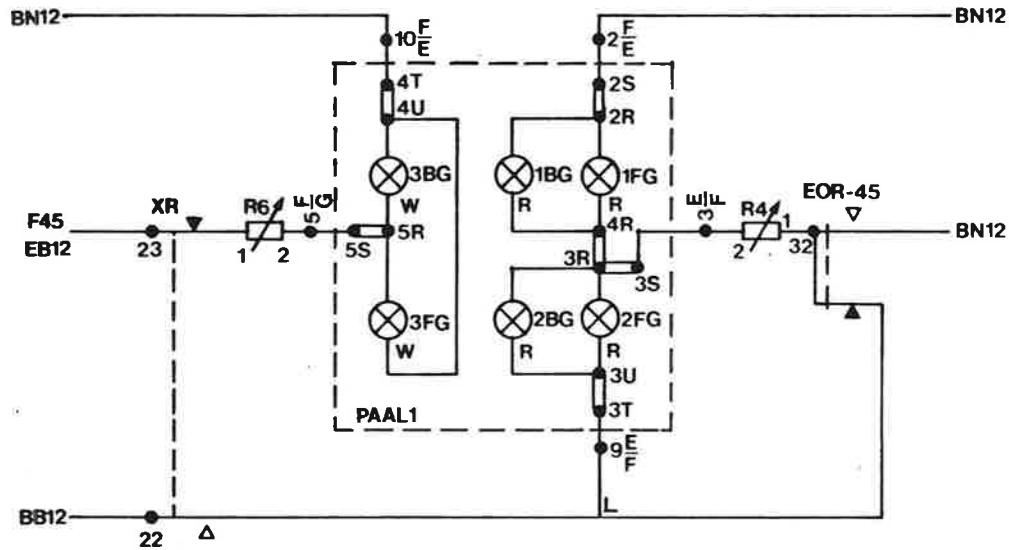 BN12
BN12
10 F/E
2 F/E
4T
2S
4U
2R
3BG
1BG
1FG
W
R
R
EOR-45
F45
XR
R6
5 F/G
4R
3 E/F
R4
1
EB12
23
1
2
5S
5R
3R
3S
2
32
BN12
3FG
2BG
2FG
W
R
R
3U
PAAL1
3T
9 E/F
L
BB12
22